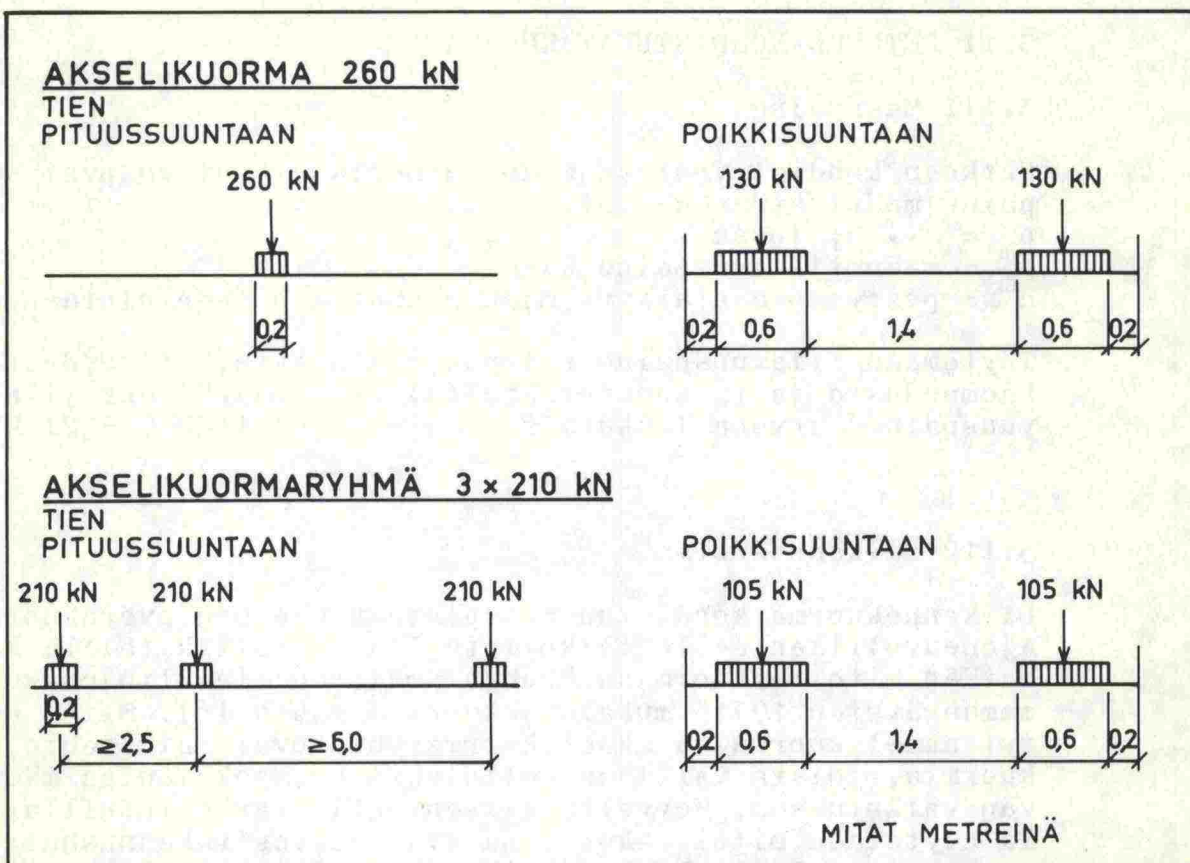 AKSELIKUORMA 260 kN
TIEN
PITUUSSUUNTAAN
POIKKISUUNTAAN
260 kN
130 kN 130 kN
0,2
0,2 0,6 1,4 0,6 0,2
AKSELIKUORMARYHMÄ 3 × 210 kN
TIEN
PITUUSSUUNTAAN
POIKKISUUNTAAN
210 kN 210 kN 210 kN
105 kN 105 kN
0,2
≥2,5 ≥6,0
0,2 0,6 1,4 0,6 0,2
MITAT METREINÄ